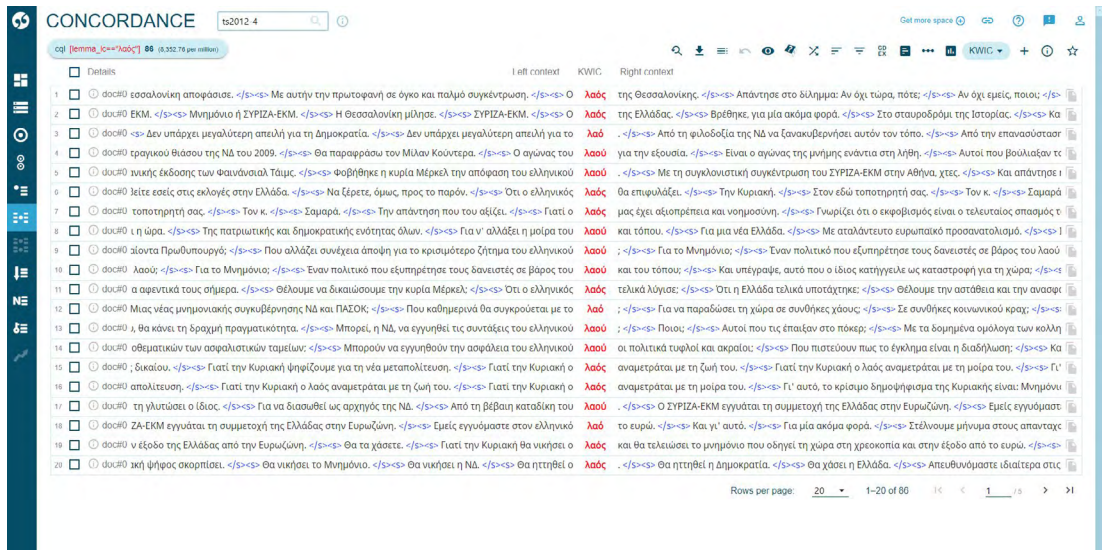 CONCORDANCE ts2012-4 Get more space
cql [lemma_lc=="λαός"] 86 (8,352.76 per million) KWIC
Details Left context KWIC Right context
1 doc#0 εσσαλονίκη αποφάσισε. </s><s> Με αυτήν την πρωτοφανή σε όγκο και παλμό συγκέντρωση. </s><s> Ο λαός της Θεσσαλονίκης. </s><s> Απάντησε στο δίλημμα: Αν όχι τώρα, πότε; </s><s> Αν όχι εμείς, ποιοι; </s>
2 doc#0 ΕΚΜ. </s><s> Μνημόνιο ή ΣΥΡΙΖΑ-ΕΚΜ. </s><s> Η Θεσσαλονίκη μίλησε. </s><s> ΣΥΡΙΖΑ-ΕΚΜ. </s><s> Ο λαός της Ελλάδας. </s><s> Βρέθηκε, για μία ακόμα φορά. </s><s> Στο σταυροδρόμι της Ιστορίας. </s><s> Κα
3 doc#0 <s> Δεν υπάρχει μεγαλύτερη απειλή για τη Δημοκρατία. </s><s> Δεν υπάρχει μεγαλύτερη απειλή για το λαό . </s><s> Από τη φιλοδοξία της ΝΔ να ξανακυβερνήσει αυτόν τον τόπο. </s><s> Από την επανασύστασr
4 doc#0 τραγικού θιάσου της ΝΔ του 2009. </s><s> Θα παραφράσω τον Μίλαν Κούντερα. </s><s> Ο αγώνας του λαού για την εξουσία. </s><s> Είναι ο αγώνας της μνήμης ενάντια στη λήθη. </s><s> Αυτοί που βούλιαξαν τc
5 doc#0 ινικής έκδοσης των Φαινάνσιαλ Τάιμς. </s><s> Φοβήθηκε η κυρία Μέρκελ την απόφαση του ελληνικού λαού . </s><s> Με τη συγκλονιστική συγκέντρωση του ΣΥΡΙΖΑ-ΕΚΜ στην Αθήνα, χτες. </s><s> Και απάντησε
6 doc#0 θείτε εσείς στις εκλογές στην Ελλάδα. </s><s> Να ξέρετε, όμως, προς το παρόν. </s><s> Ότι ο ελληνικός λαός θα επιφυλάξει. </s><s> Την Κυριακή. </s><s> Στον εδώ τοποτηρητή σας. </s><s> Τον κ. </s><s> Σαμαρά
7 doc#0 τοποτηρητή σας. </s><s> Τον κ. </s><s> Σαμαρά. </s><s> Την απάντηση που του αξίζει. </s><s> Γιατί ο λαός μας έχει αξιοπρέπεια και νοημοσύνη. </s><s> Γνωρίζει ότι ο εκφοβισμός είναι ο τελευταίος σπασμός τ
8 doc#0 ι η ώρα. </s><s> Της πατριωτικής και δημοκρατικής ενότητας όλων. </s><s> Για ν' αλλάξει η μοίρα του λαού και τόπου. </s><s> Για μια νέα Ελλάδα. </s><s> Με αταλάντευτο ευρωπαϊκό προσανατολισμό. </s><s>
9 doc#0 αίοντα Πρωθυπουργό; </s><s> Που αλλάζει συνέχεια άποψη για το κρισιμότερο ζήτημα του ελληνικού λαού ; </s><s> Για το Μνημόνιο; </s><s> Έναν πολιτικό που εξυπηρέτησε τους δανειστές σε βάρος του λαού
10 doc#0 λαού; </s><s> Για το Μνημόνιο; </s><s> Έναν πολιτικό που εξυπηρέτησε τους δανειστές σε βάρος του λαού και του τόπου; </s><s> Και υπέγραψε, αυτό που ο ίδιος κατήγγειλε ως καταστροφή για τη χώρα; </s><s
11 doc#0 α αφεντικά τους σήμερα. </s><s> Θέλουμε να δικαιώσουμε την κυρία Μέρκελ; </s><s> Ότι ο ελληνικός λαός τελικά λύγισε; </s><s> Ότι η Ελλάδα τελικά υποτάχτηκε; </s><s> Θέλουμε την αστάθεια και την ανασφ
12 doc#0 Μιας νέας μνημονιακής συγκυβέρνησης ΝΔ και ΠΑΣΟΚ; </s><s> Που καθημερινά θα συγκρούεται με το λαό ; </s><s> Για να παραδώσει τη χώρα σε συνθήκες χάους; </s><s> Σε συνθήκες κοινωνικού κραχ; </s><s>
13 doc#0 , θα κάνει τη δραχμή πραγματικότητα. </s><s> Μπορεί, η ΝΔ, να εγγυηθεί τις συντάξεις του ελληνικού λαού ; </s><s> Ποιοι; </s><s> Αυτοί που τις έπαιξαν στο πόκερ; </s><s> Με τα δομημένα ομόλογα των κολλη
14 doc#0 οθεματικών των ασφαλιστικών ταμείων; </s><s> Μπορούν να εγγυηθούν την ασφάλεια του ελληνικού λαού οι πολιτικά τυφλοί και ακραίοι; </s><s> Που πιστεύουν πως το έγκλημα είναι η διαδήλωση; </s><s> Κα
15 doc#0 ; δικαίου. </s><s> Γιατί την Κυριακή ψηφίζουμε για τη νέα μεταπολίτευση. </s><s> Γιατί την Κυριακή ο λαός αναμετράται με τη ζωή του. </s><s> Γιατί την Κυριακή ο λαός αναμετράται με τη μοίρα του. </s><s> Γι'
16 doc#0 απολίτευση. </s><s> Γιατί την Κυριακή ο λαός αναμετράται με τη ζωή του. </s><s> Γιατί την Κυριακή ο λαός αναμετράται με τη μοίρα του. </s><s> Γι' αυτό, το κρίσιμο δημοψήφισμα της Κυριακής είναι: Μνημόνι
17 doc#0 τη γλυτώσει ο ίδιος. </s><s> Για να διασωθεί ως αρχηγός της ΝΔ. </s><s> Από τη βέβαιη καταδίκη του λαού . </s><s> Ο ΣΥΡΙΖΑ-ΕΚΜ εγγυάται τη συμμετοχή της Ελλάδας στην Ευρωζώνη. </s><s> Εμείς εγγυόμαστ
18 doc#0 ΖΑ-ΕΚΜ εγγυάται τη συμμετοχή της Ελλάδας στην Ευρωζώνη. </s><s> Εμείς εγγυόμαστε στον ελληνικό λαό το ευρώ. </s><s> Και γι' αυτό. </s><s> Για μία ακόμα φορά. </s><s> Στέλνουμε μήνυμα στους απανταχc
19 doc#0 ν έξοδο της Ελλάδας από την Ευρωζώνη. </s><s> Θα τα χάσετε. </s><s> Γιατί την Κυριακή θα νικήσει ο λαός και θα τελειώσει το μνημόνιο που οδηγεί τη χώρα στη χρεοκοπία και στην έξοδο από το ευρώ. </s><s>
20 doc#0 ική ψήφος σκορπίσει. </s><s> Θα νικήσει το Μνημόνιο. </s><s> Θα νικήσει η ΝΔ. </s><s> Θα ηττηθεί ο λαός . </s><s> Θα ηττηθεί η Δημοκρατία. </s><s> Θα χάσει η Ελλάδα. </s><s> Απευθυνόμαστε ιδιαίτερα στις
Rows per page: 20 1–20 of 86 1 / 5